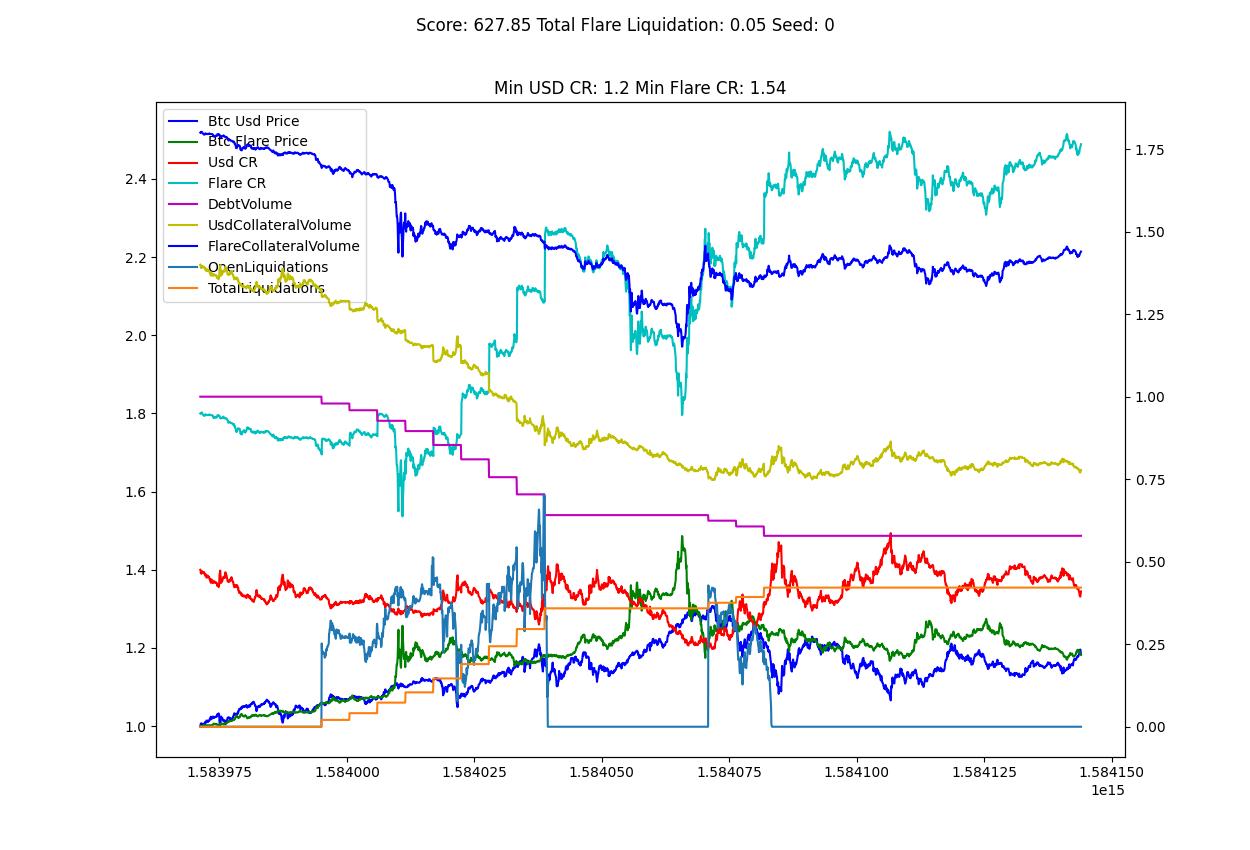 Score: 627.85 Total Flare Liquidation: 0.05 Seed: 0
Min USD CR: 1.2 Min Flare CR: 1.54
Btc Usd Price
Btc Flare Price
Usd CR
Flare CR
DebtVolume
UsdCollateralVolume
FlareCollateralVolume
OpenLiquidations
TotalLiquidations
2.4
2.2
2.0
1.8
1.6
1.4
1.2
1.0
1.75
1.50
1.25
1.00
0.75
0.50
0.25
0.00
1.583975 1.584000 1.584025 1.584050 1.584075 1.584100 1.584125 1.584150
1e15